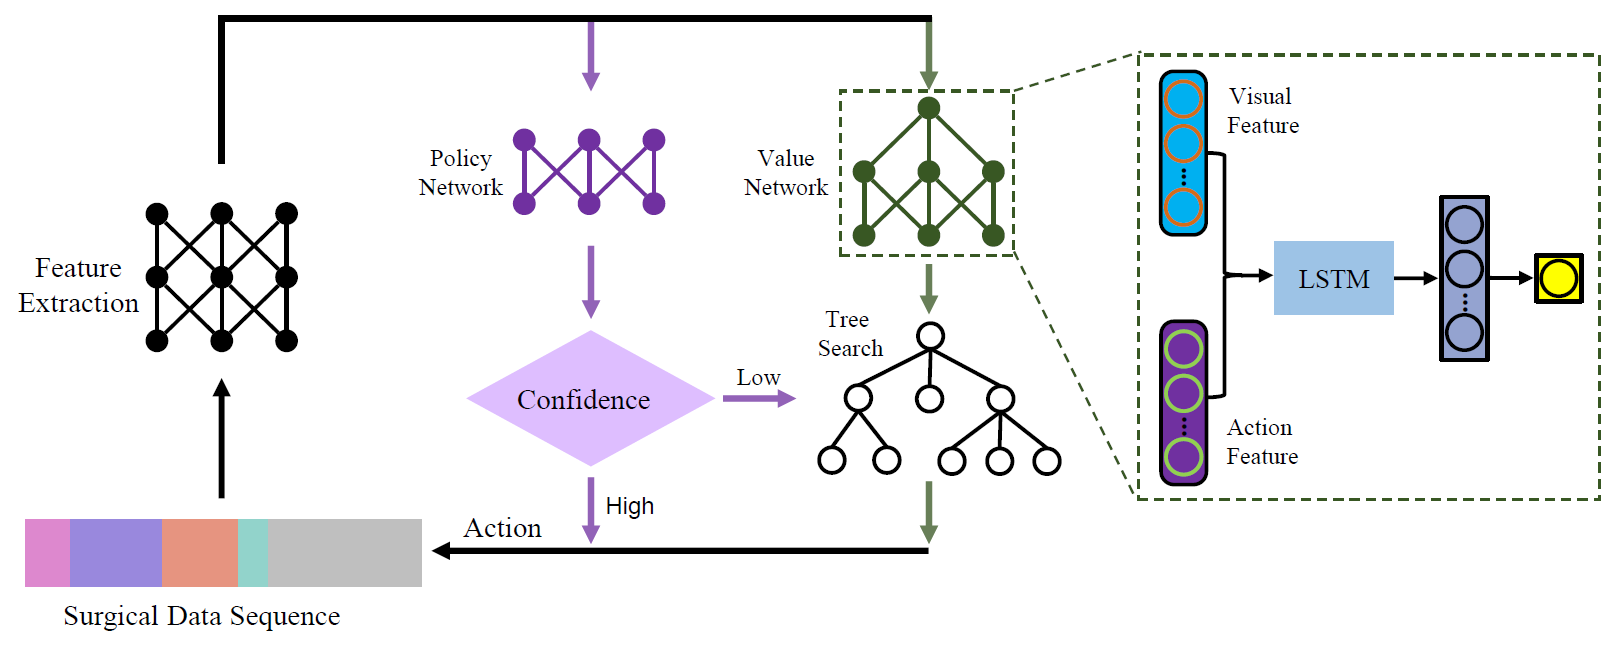 Feature
Extraction
Policy
Network
Value
Network
Visual
Feature
LSTM
Action
Feature
Tree
Search
Confidence
Low
High
Action
Surgical Data Sequence